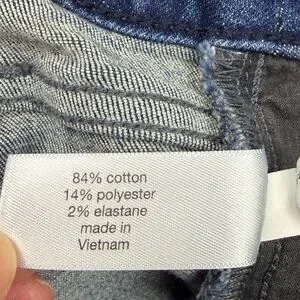 84% cotton
14% polyester
2% elastane
made in
Vietnam